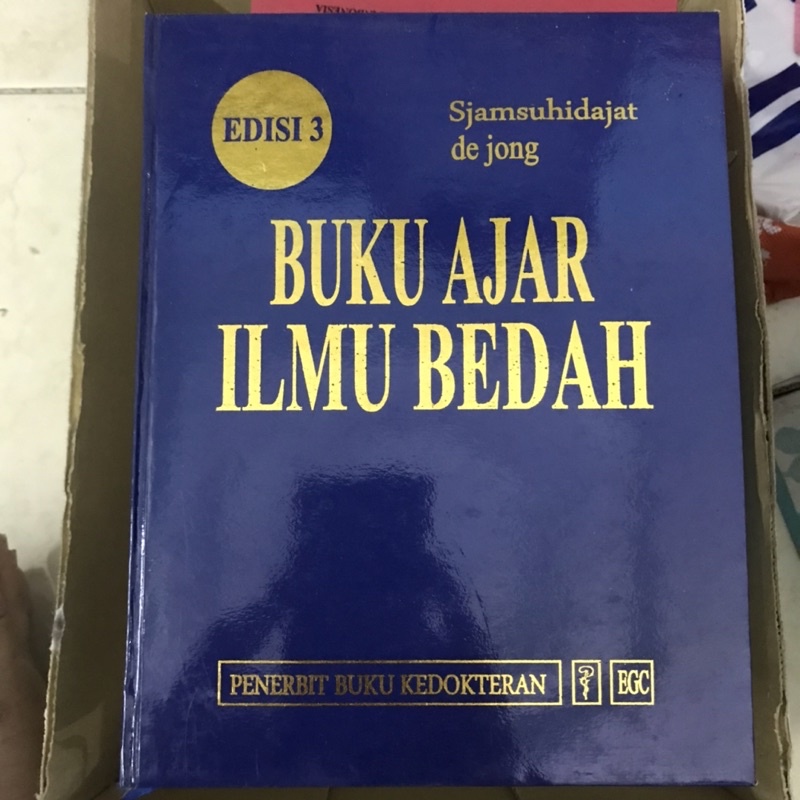 EDISI 3
Sjamsuhidajat
de jong
BUKU AJAR
ILMU BEDAH
PENERBIT BUKU KEDOKTERAN
EGC